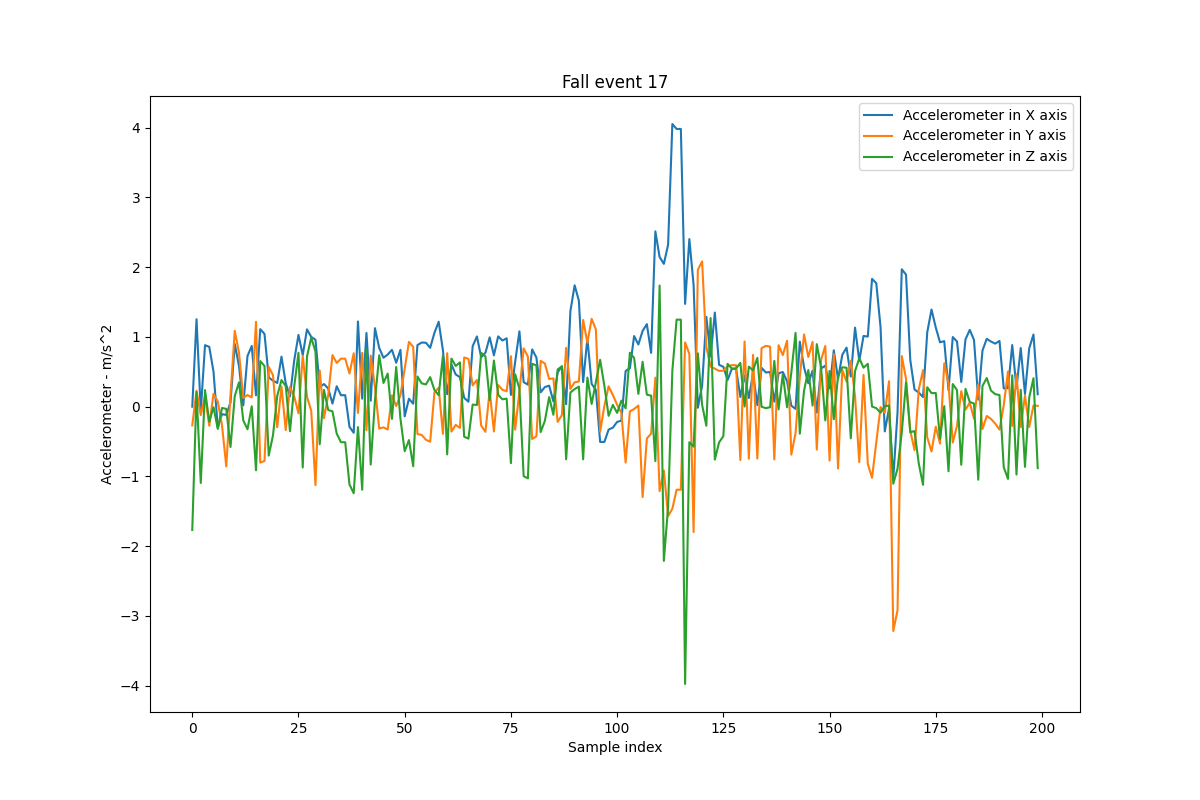 Fall event 17
Accelerometer in X axis
Accelerometer in Y axis
Accelerometer in Z axis
Accelerometer - m/s^2
4
3
2
1
0
−1
−2
−3
−4
0 25 50 75 100 125 150 175 200
Sample index